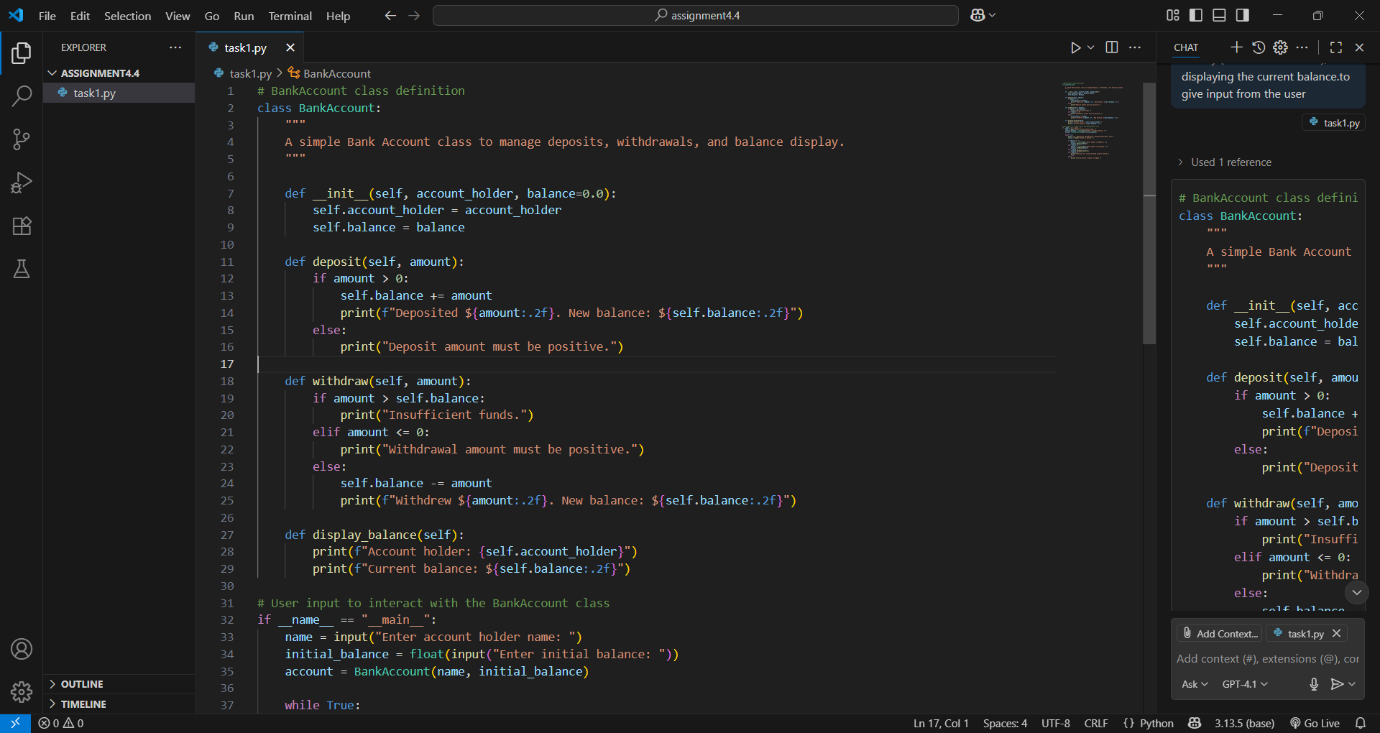 File Edit Selection View Go Run Terminal Help
assignment4.4
EXPLORER
ASSIGNMENT4.4
task1.py
OUTLINE
TIMELINE
task1.py
task1.py > BankAccount
1 # BankAccount class definition
2 class BankAccount:
3 """
4 A simple Bank Account class to manage deposits, withdrawals, and balance display.
5 """
6
7 def __init__(self, account_holder, balance=0.0):
8 self.account_holder = account_holder
9 self.balance = balance
10
11 def deposit(self, amount):
12 if amount > 0:
13 self.balance += amount
14 print(f"Deposited ${amount:.2f}. New balance: ${self.balance:.2f}")
15 else:
16 print("Deposit amount must be positive.")
17
18 def withdraw(self, amount):
19 if amount > self.balance:
20 print("Insufficient funds.")
21 elif amount <= 0:
22 print("Withdrawal amount must be positive.")
23 else:
24 self.balance -= amount
25 print(f"Withdrew ${amount:.2f}. New balance: ${self.balance:.2f}")
26
27 def display_balance(self):
28 print(f"Account holder: {self.account_holder}")
29 print(f"Current balance: ${self.balance:.2f}")
30
31 # User input to interact with the BankAccount class
32 if __name__ == "__main__":
33 name = input("Enter account holder name: ")
34 initial_balance = float(input("Enter initial balance: "))
35 account = BankAccount(name, initial_balance)
36
37 while True:
CHAT
displaying the current balance.to
give input from the user
task1.py
Used 1 reference
# BankAccount class defini
class BankAccount:
"""
A simple Bank Account
"""
def __init__(self, acc
self.account_holde
self.balance = bal
def deposit(self, amou
if amount > 0:
self.balance +
print(f"Deposi
else:
print("Deposit
def withdraw(self, amo
if amount > self.b
print("Insuffi
elif amount <= 0:
print("Withdra
else:
self.balance
Add Context... task1.py
Add context (#), extensions (@), cor
Ask GPT-4.1
0 0
Ln 17, Col 1 Spaces: 4 UTF-8 CRLF {} Python 3.13.5 (base) Go Live